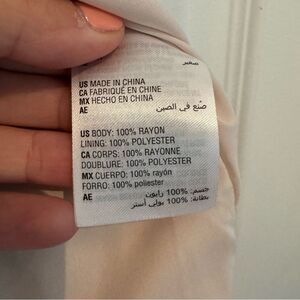 صغير
US MADE IN CHINA
CA FABRIQUÉ EN CHINE
MX HECHO EN CHINA
AE صنع في الصين
US BODY: 100% RAYON
LINING: 100% POLYESTER
CA CORPS: 100% RAYONNE
DOUBLURE: 100% POLYESTER
MX CUERPO: 100% rayón
FORRO: 100% poliester
AE جسم: 100% رايون
بطانة: 100% بولي أستر